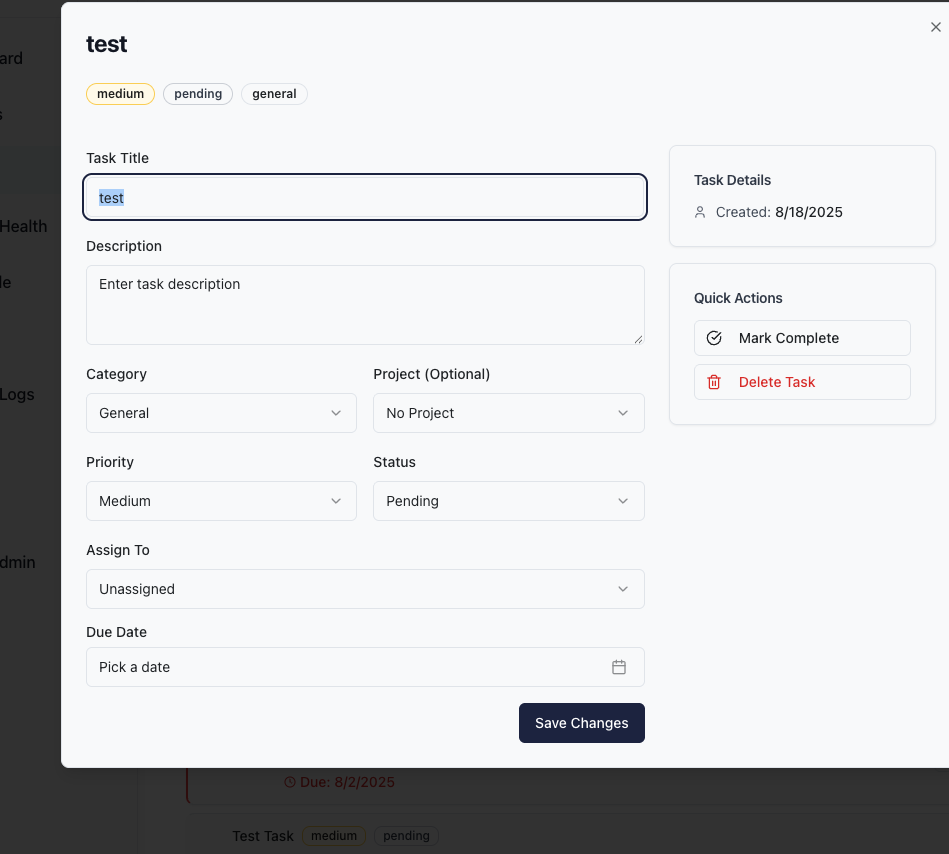 test
medium pending general
Task Title
test
Description
Enter task description
Category
General
Project (Optional)
No Project
Priority
Medium
Status
Pending
Assign To
Unassigned
Due Date
Pick a date
Save Changes
Task Details
Created: 8/18/2025
Quick Actions
Mark Complete
Delete Task
ard
s
Health
le
Logs
dmin
Due: 8/2/2025
Test Task medium pending